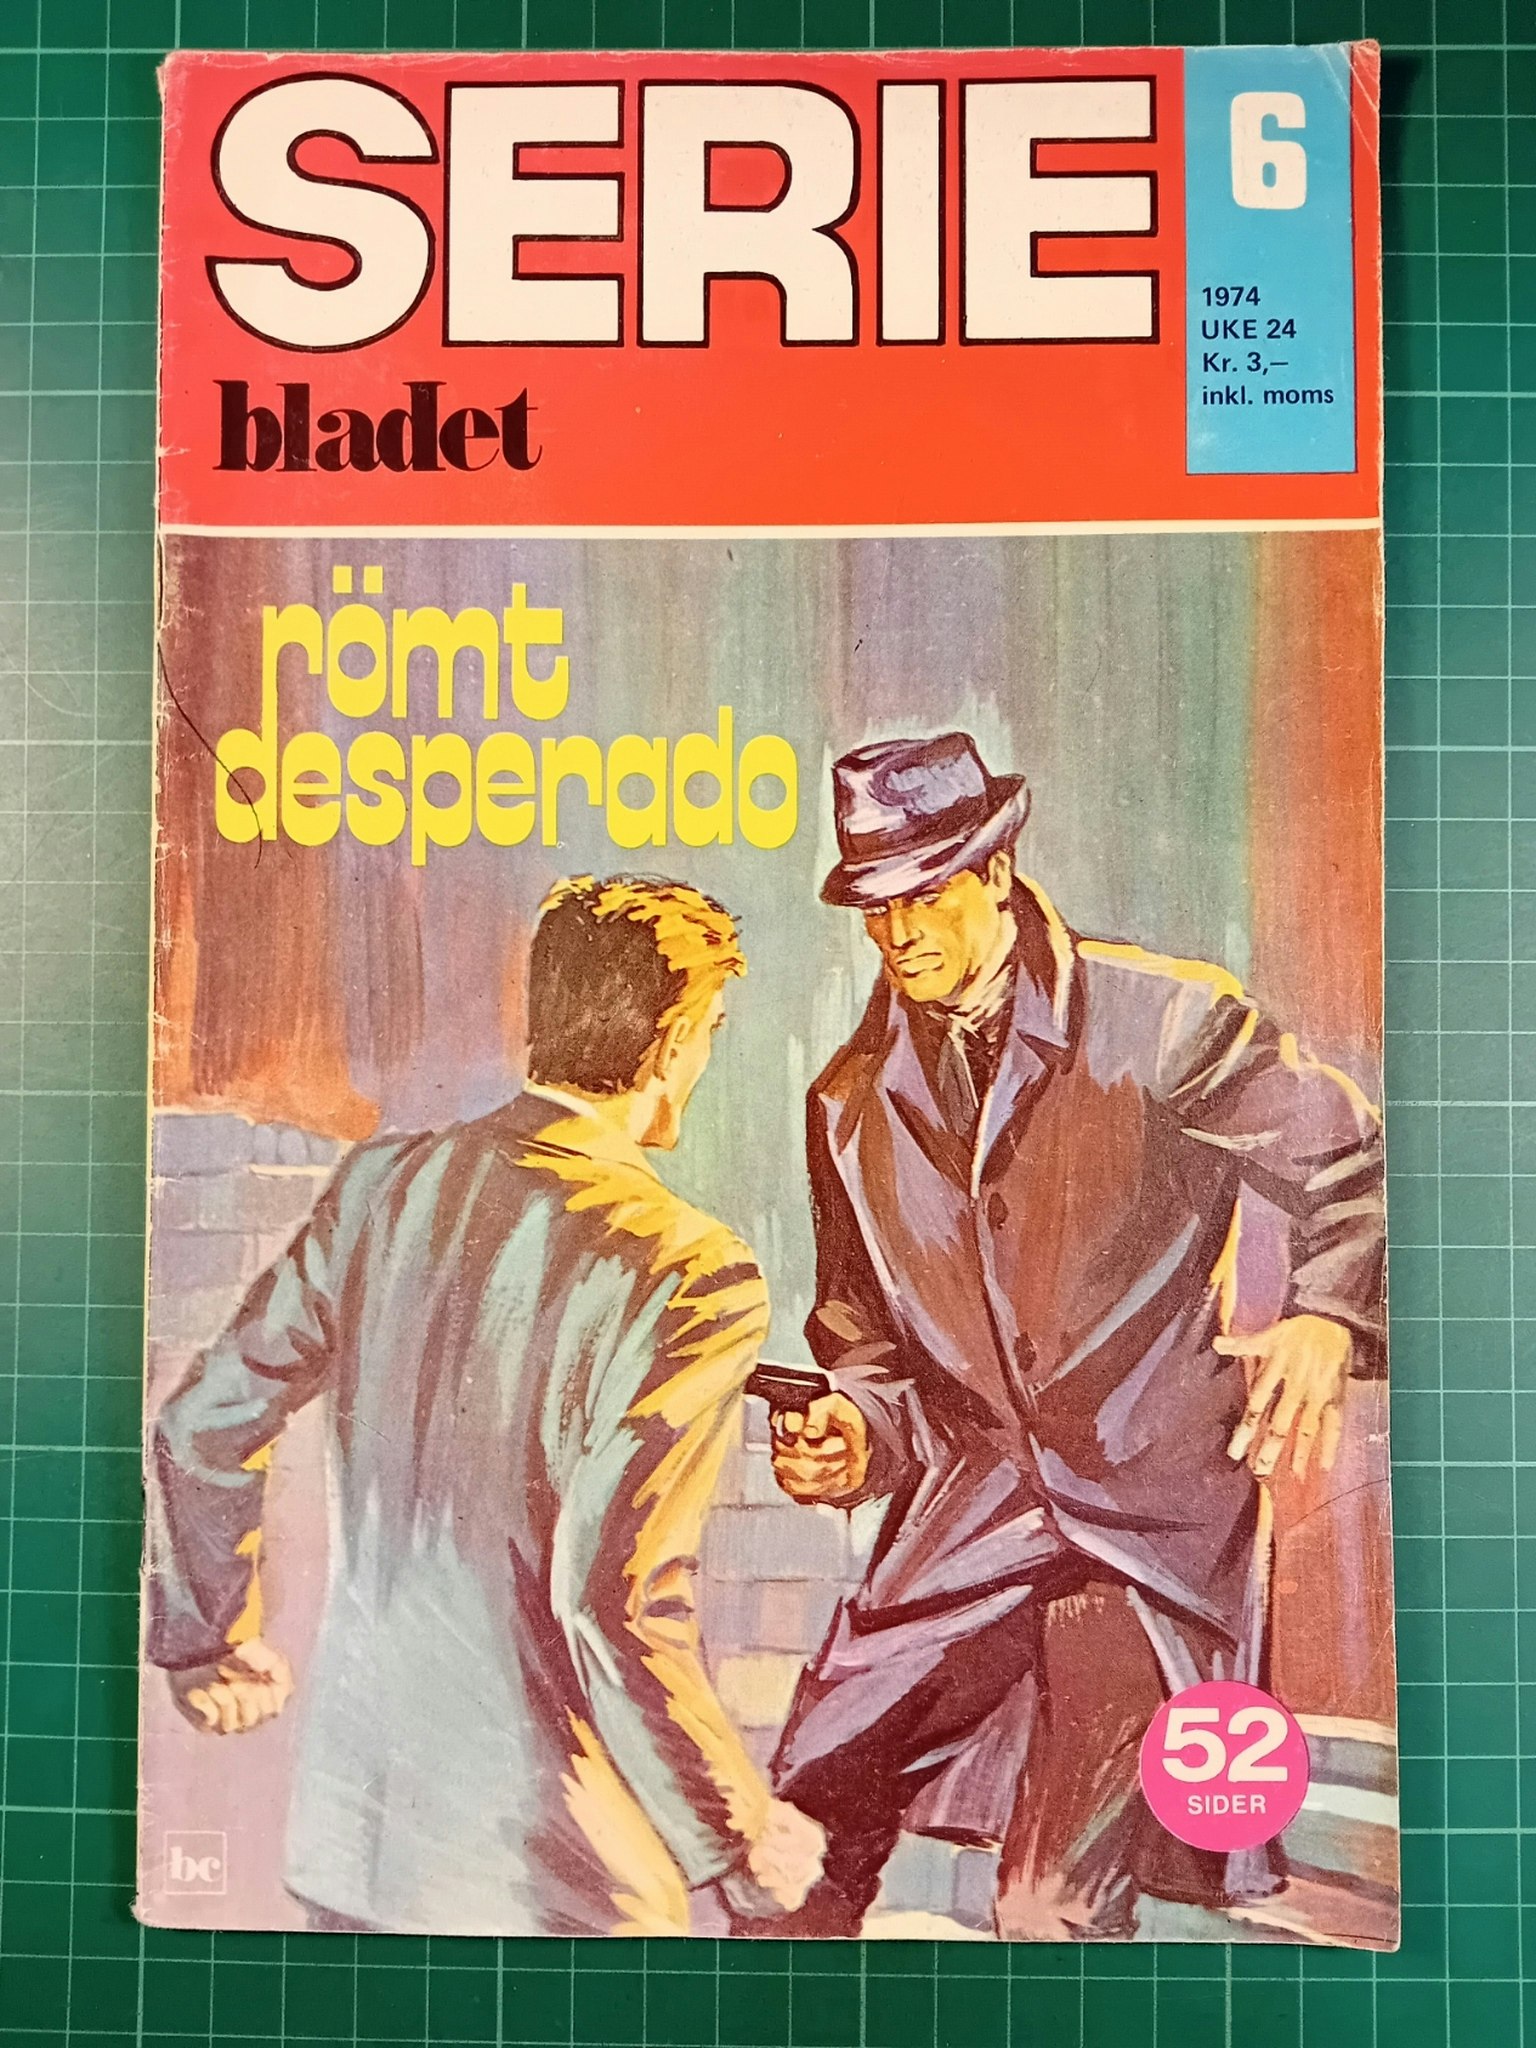 SERIE
bladet
6
1974
UKE 24
Kr. 3,—
inkl. moms
römt
desperado
52
SIDER
bc